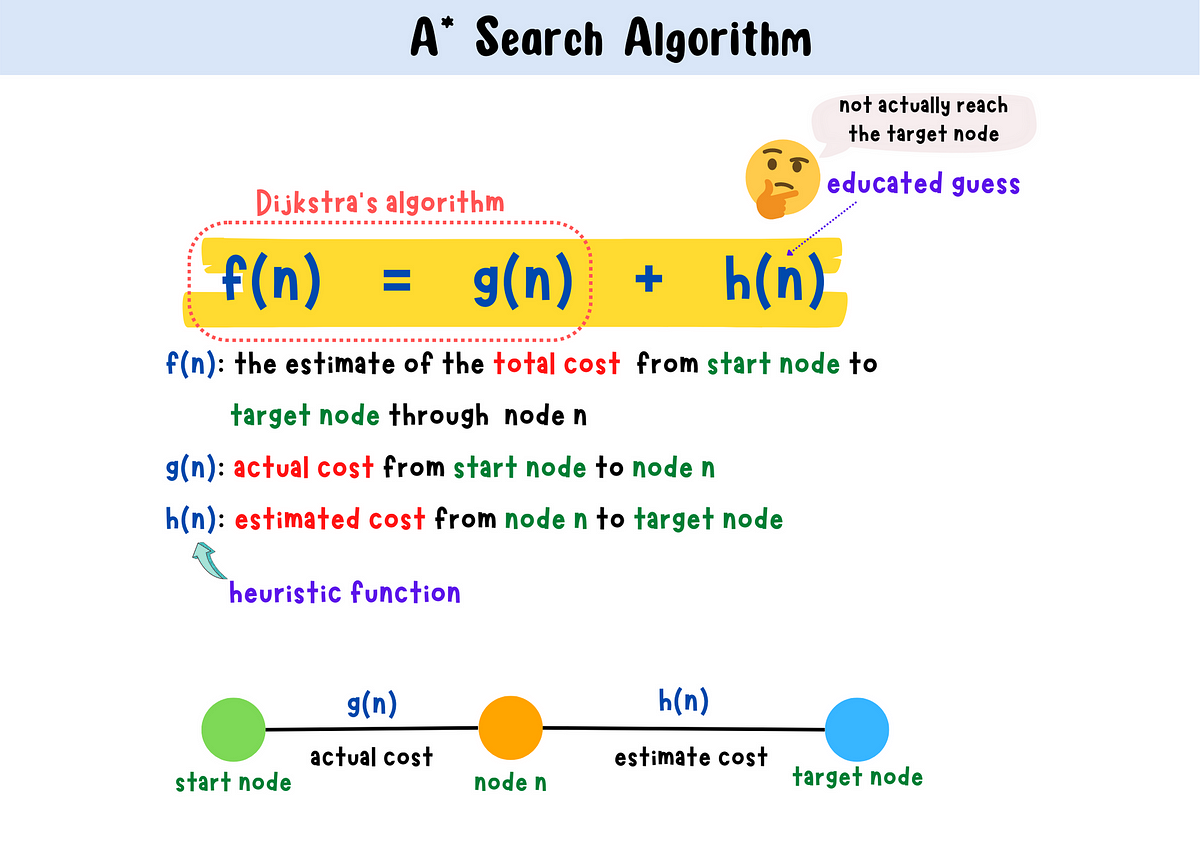 A* Search Algorithm
not actually reach
the target node
educated guess
Dijkstra's algorithm
f(n) = g(n) + h(n)
f(n): the estimate of the total cost from start node to
target node through node n
g(n): actual cost from start node to node n
h(n): estimated cost from node n to target node
heuristic function
g(n) h(n)
actual cost estimate cost
start node node n target node